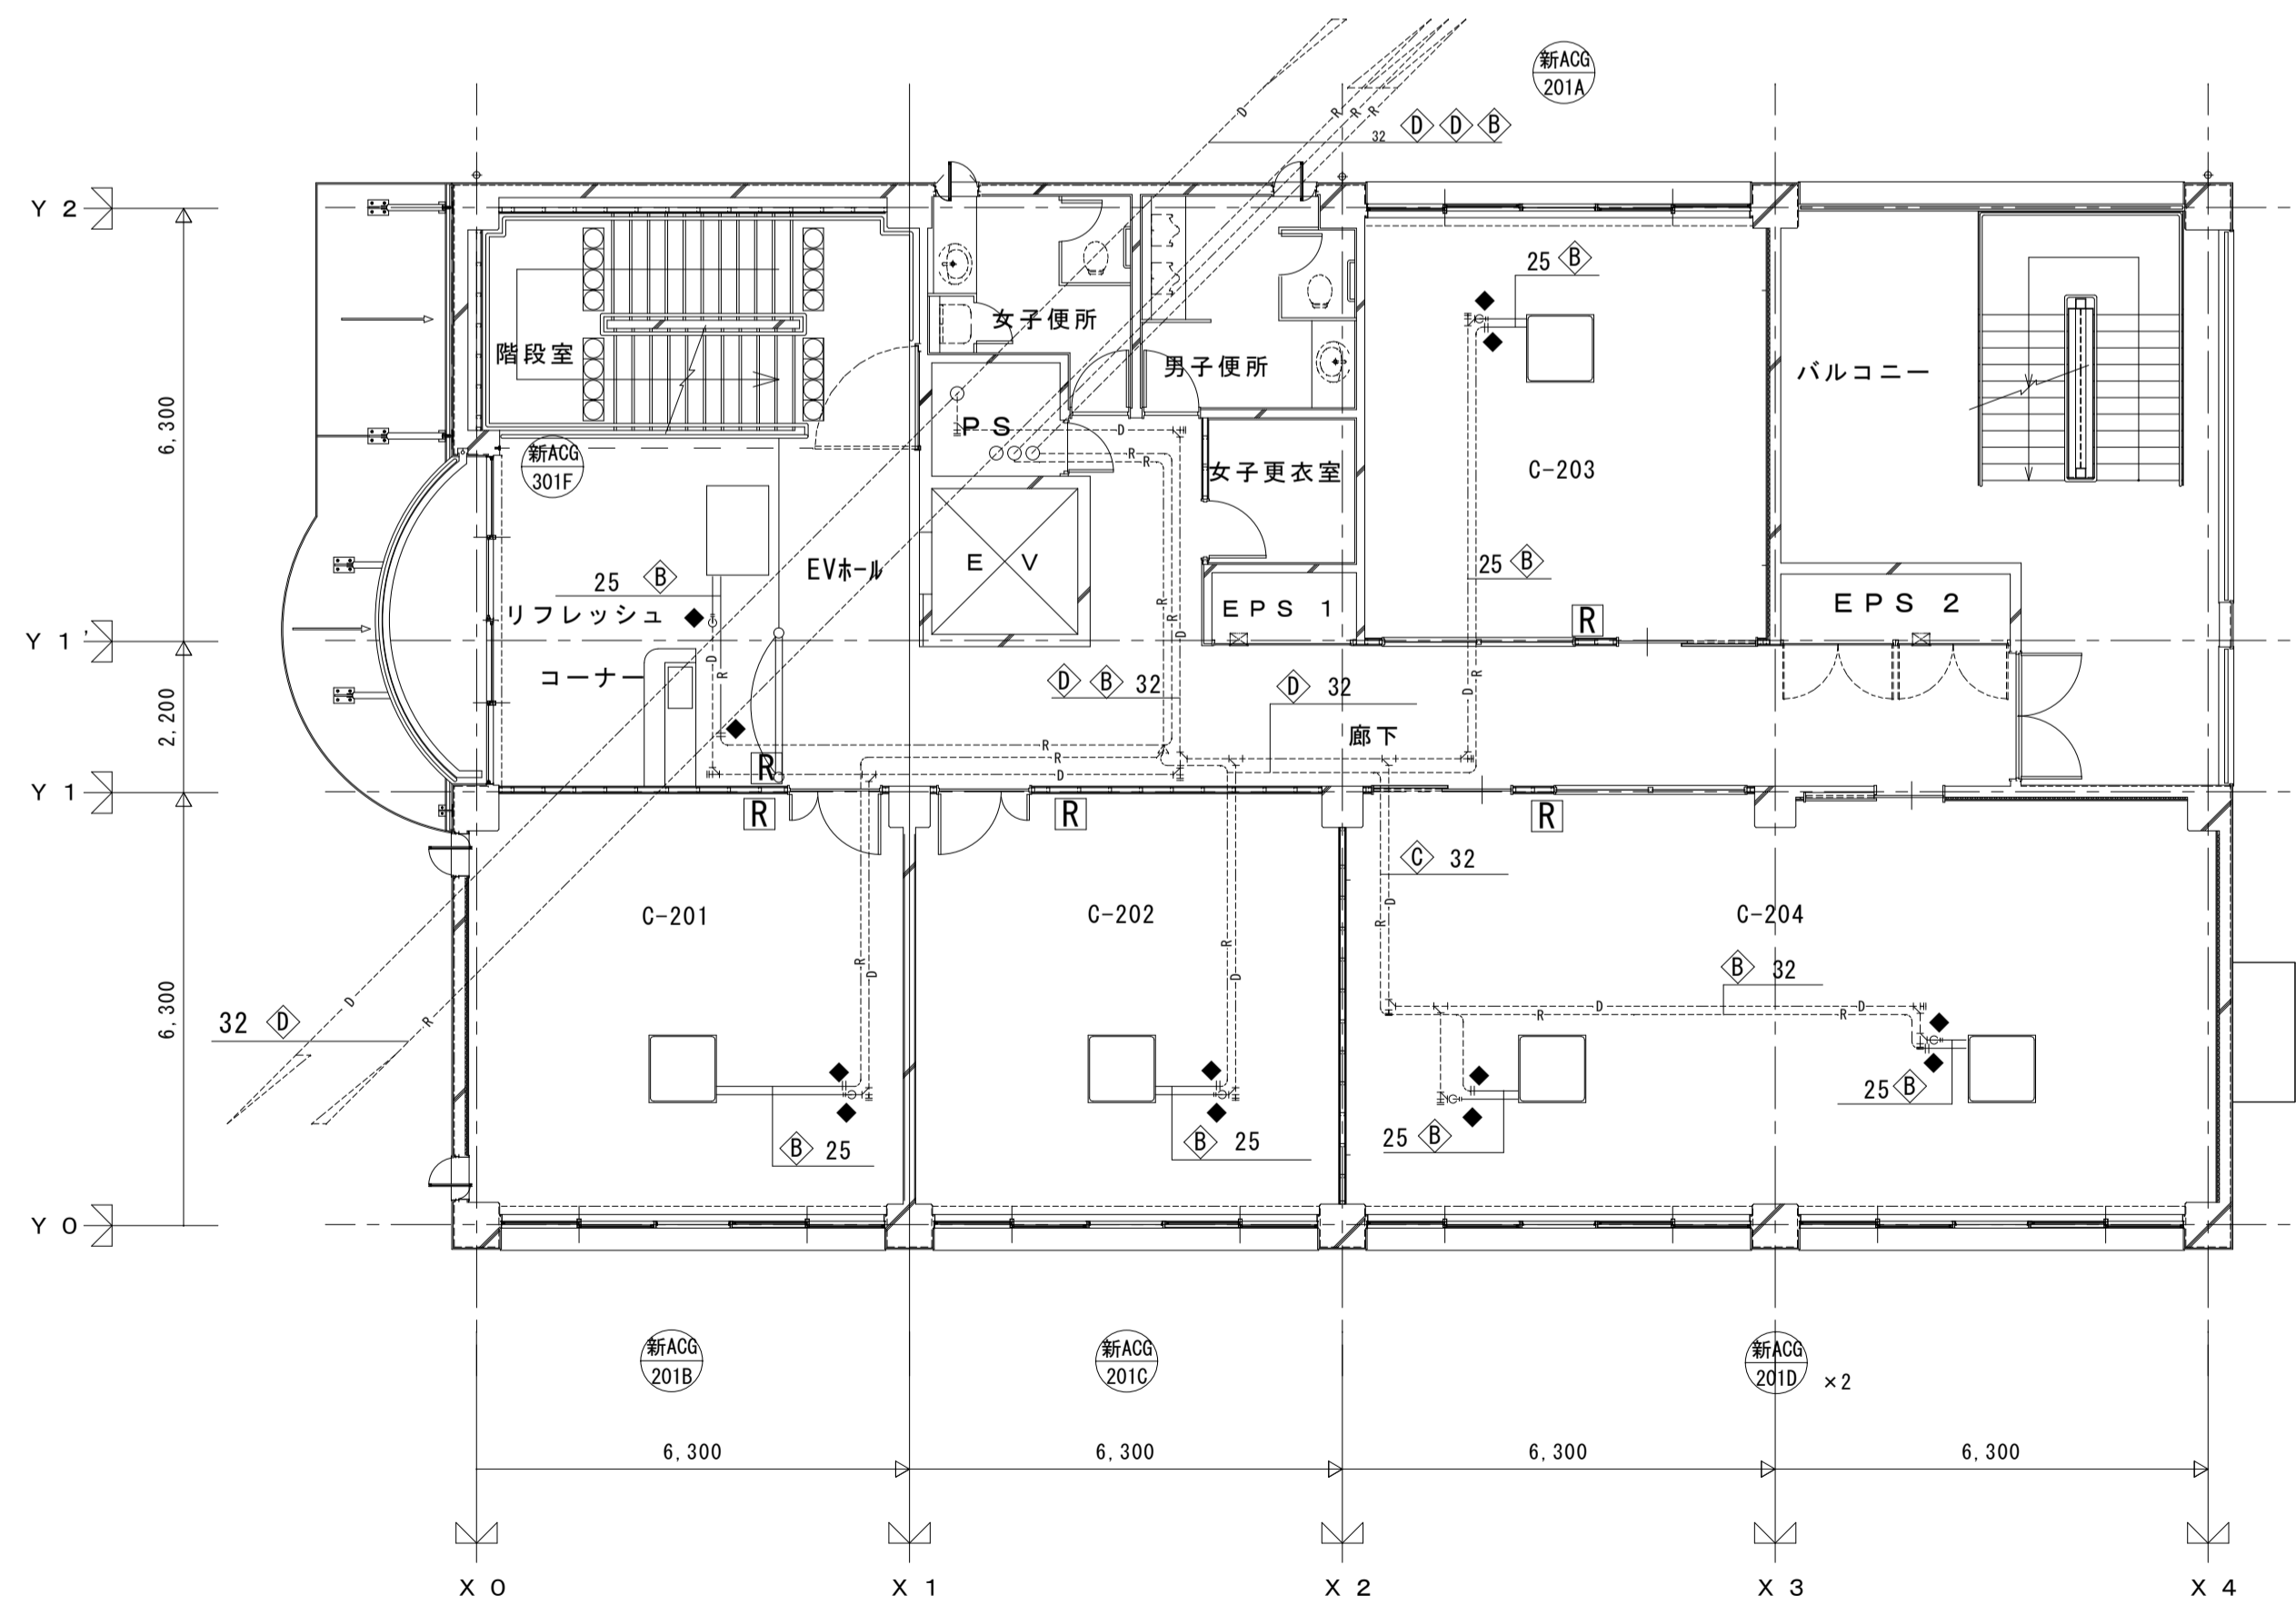 新ACG
201A
32 D D B
Y 2
25 B
女子便所
階段室
男子便所
バルコニー
6,300
PS
D
R
R
新ACG
301F
女子更衣室
C-203
EVホール
E V
25 B
25 B
リフレッシュ
EPS 1
R
EPS 2
Y 1'
コーナー
D B 32
D 32
2,200
廊下
R
Y 1
R
R
R
C 32
C-201
C-202
C-204
B 32
6,300
32 D
25 B
B 25
B 25
25 B
Y 0
新ACG
201B
新ACG
201C
新ACG
201D
×2
6,300
6,300
6,300
6,300
X 0
X 1
X 2
X 3
X 4